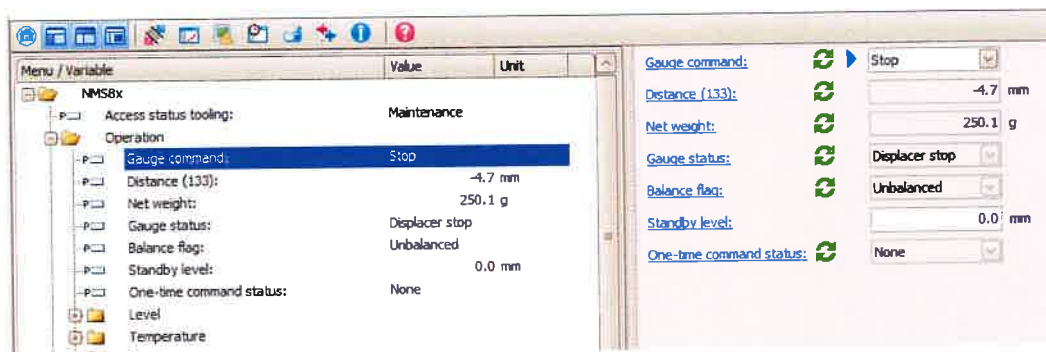 Menu / Variable Value Unit
NMS8x
Access status tooling: Maintenance
Operation
Gauge command: Stop
Distance (133): -4.7 mm
Net weight: 250.1 g
Gauge status: Displacer stop
Balance flag: Unbalanced
Standby level: 0.0 mm
One-time command status: None
Level
Temperature
Gauge command: Stop
Distance (133): -4.7 mm
Net weight: 250.1 g
Gauge status: Displacer stop
Balance flag: Unbalanced
Standby level: 0.0 mm
One-time command status: None